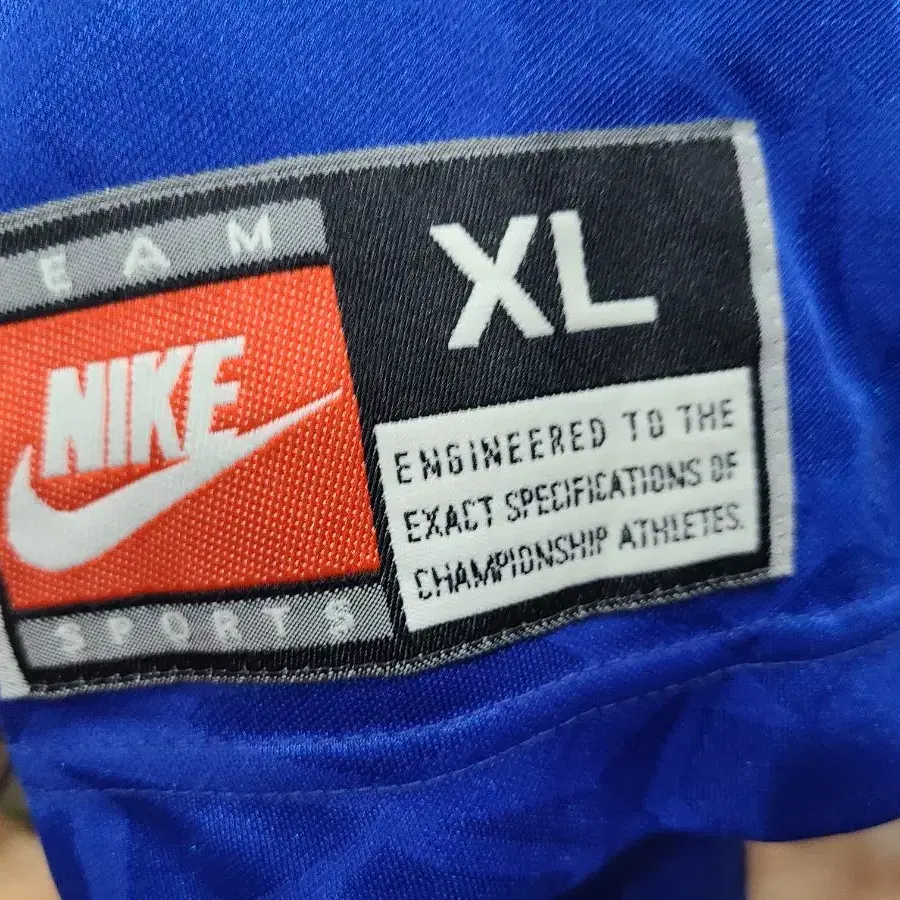 EAM
XL
NIKE
ENGINEERED TO THE
EXACT SPECIFICATIONS OF
CHAMPIONSHIP ATHLETES.
SPORTS